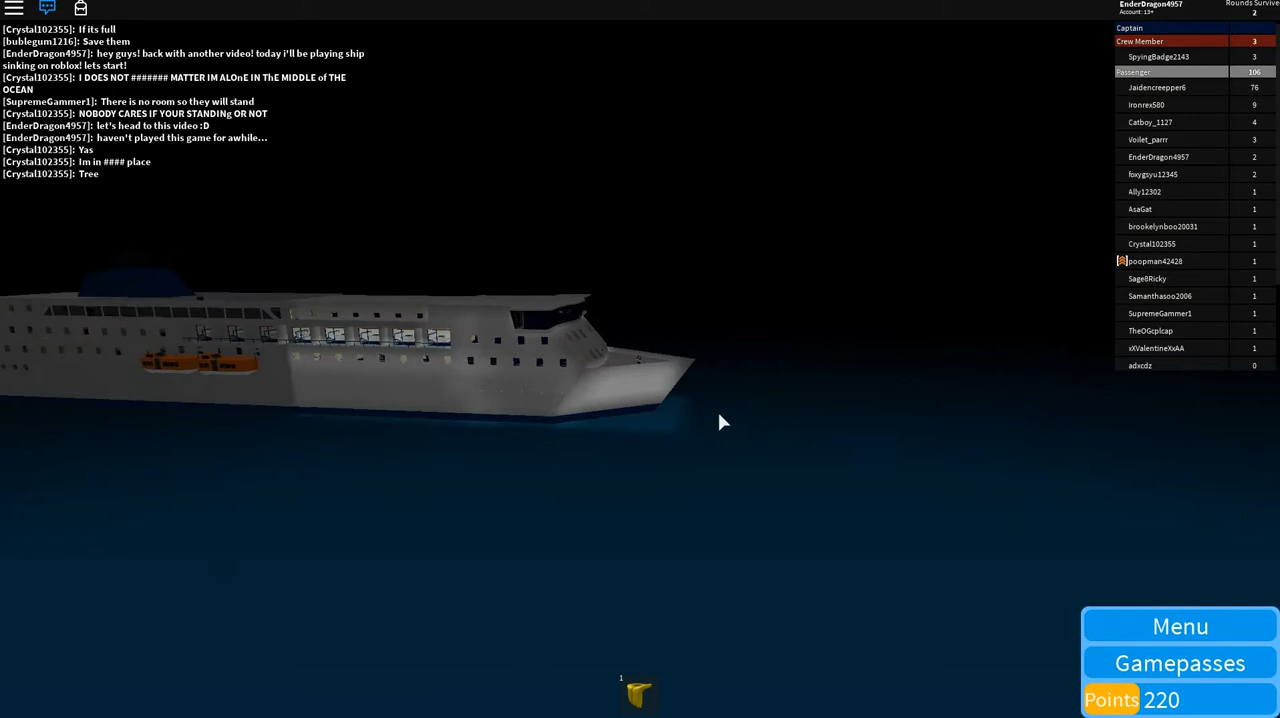 [Crystal102355]: If its full
[bublegum1216]: Save them
[EnderDragon4957]: hey guys! back with another video! today i'll be playing ship
sinking on roblox! lets start!
[Crystal102355]: I DOES NOT ####### MATTER IM ALOnE IN ThE MIDDLE of THE
OCEAN
[SupremeGammer1]: There is no room so they will stand
[Crystal102355]: NOBODY CARES IF YOUR STANDINg OR NOT
[EnderDragon4957]: let's head to this video :D
[EnderDragon4957]: haven't played this game for awhile...
[Crystal102355]: Yas
[Crystal102355]: Im in #### place
[Crystal102355]: Tree
EnderDragon4957
Account: 13+
Rounds Survive
2
Captain
Crew Member 3
SpyingBadge2143 3
Passenger 106
Jaidencreepper6 76
Ironrex580 9
Catboy_1127 4
Voilet_parrr 3
EnderDragon4957 2
foxygsyu12345 2
Ally12302 1
AsaGat 1
brookelynboo20031 1
Crystal102355 1
poopman42428 1
Sage8Ricky 1
Samanthasoo2006 1
SupremeGammer1 1
TheOGcplcap 1
xXValentineXxAA 1
adxcdz 0
1
Menu
Gamepasses
Points 220